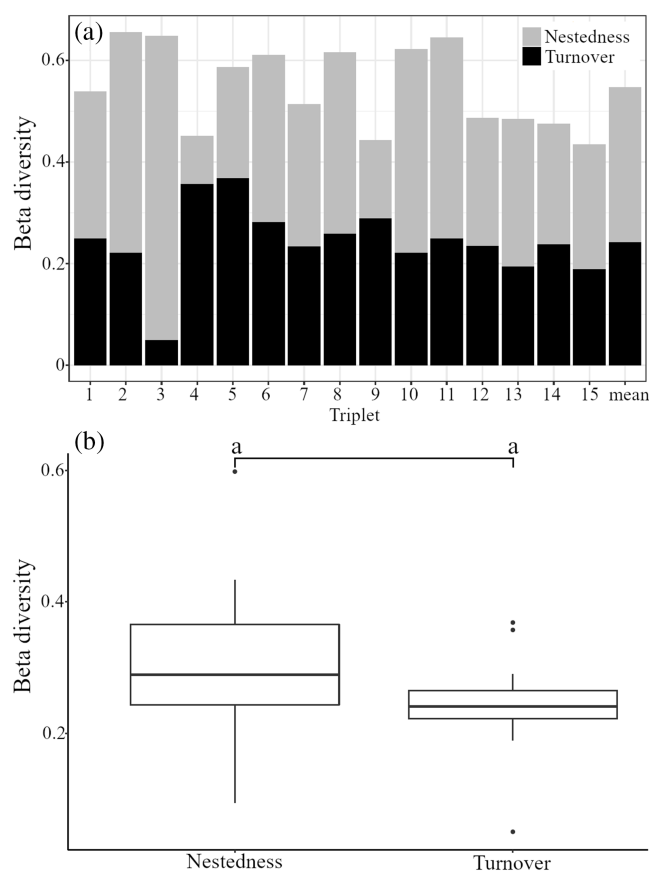 (a)
Nestedness
Turnover
0.6
0.4
0.2
0
Beta diversity
1 2 3 4 5 6 7 8 9 10 11 12 13 14 15 mean
Triplet
(b)
a a
0.6
0.4
0.2
Beta diversity
Nestedness Turnover